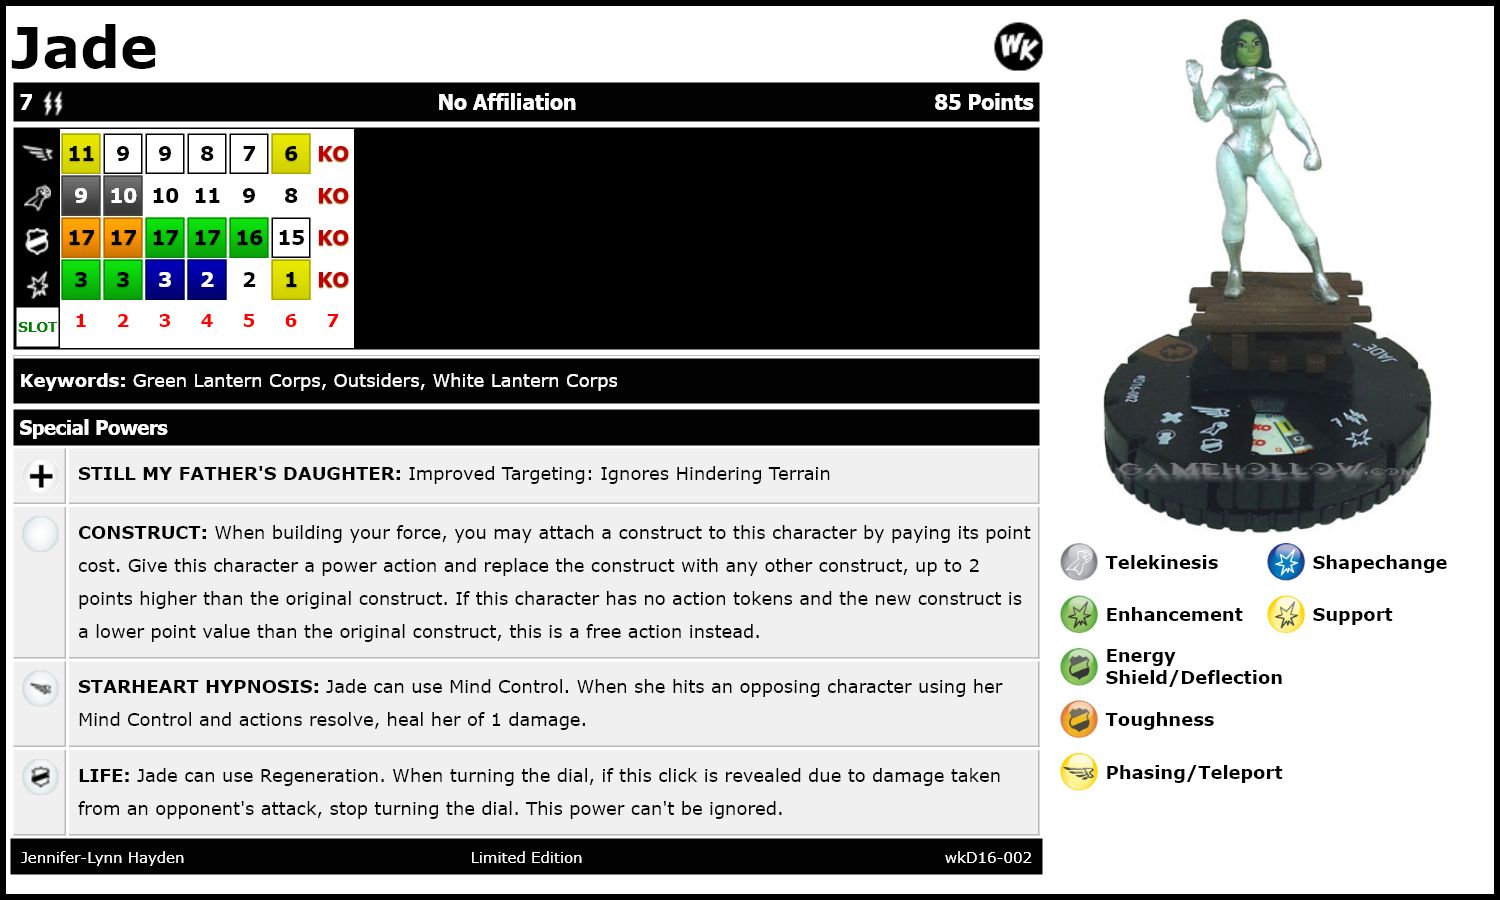 Jade
WK
7 No Affiliation 85 Points
11 9 9 8 7 6 KO
9 10 10 11 9 8 KO
17 17 17 17 16 15 KO
3 3 3 2 2 1 KO
SLOT 1 2 3 4 5 6 7
Keywords: Green Lantern Corps, Outsiders, White Lantern Corps
Special Powers
STILL MY FATHER'S DAUGHTER: Improved Targeting: Ignores Hindering Terrain
CONSTRUCT: When building your force, you may attach a construct to this character by paying its point
cost. Give this character a power action and replace the construct with any other construct, up to 2
points higher than the original construct. If this character has no action tokens and the new construct is
a lower point value than the original construct, this is a free action instead.
STARHEART HYPNOSIS: Jade can use Mind Control. When she hits an opposing character using her
Mind Control and actions resolve, heal her of 1 damage.
LIFE: Jade can use Regeneration. When turning the dial, if this click is revealed due to damage taken
from an opponent's attack, stop turning the dial. This power can't be ignored.
Jennifer-Lynn Hayden Limited Edition wkD16-002
JADE™
#D16-002
7
KO
KO
9
GAMEHOLLOW.COM
Telekinesis Shapechange
Enhancement Support
Energy
Shield/Deflection
Toughness
Phasing/Teleport